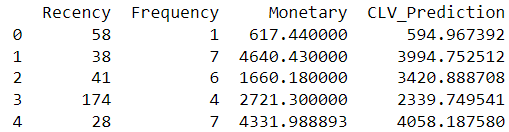 Recency Frequency Monetary CLV_Prediction
0 58 1 617.440000 594.967392
1 38 7 4640.430000 3994.752512
2 41 6 1660.180000 3420.888708
3 174 4 2721.300000 2339.749541
4 28 7 4331.988893 4058.187580